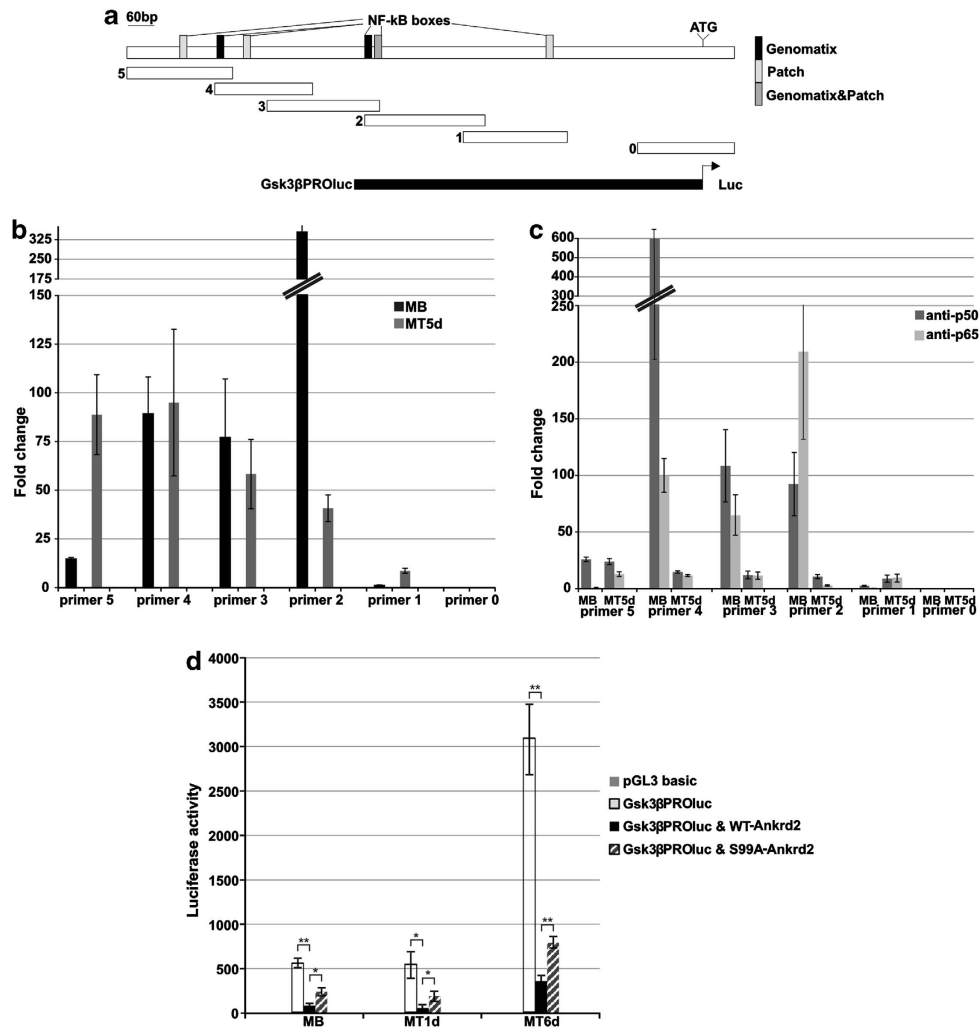 a
60bp
NF-kB boxes
ATG
Genomatix
Patch
Genomatix&Patch
5
4
3
2
1
0
Gsk3βPROluc
Luc
b
325
250
175
150
125
100
75
50
25
0
Fold change
MB
MT5d
primer 5
primer 4
primer 3
primer 2
primer 1
primer 0
c
600
500
400
300
250
200
150
100
50
0
Fold change
anti-p50
anti-p65
MB MT5d
primer 5
MB MT5d
primer 4
MB MT5d
primer 3
MB MT5d
primer 2
MB MT5d
primer 1
MB MT5d
primer 0
d
4000
3500
3000
2500
2000
1500
1000
500
0
Luciferase activity
**
*
*
*
**
**
MB
MT1d
MT6d
pGL3 basic
Gsk3βPROluc
Gsk3βPROluc & WT-Ankrd2
Gsk3βPROluc & S99A-Ankrd2